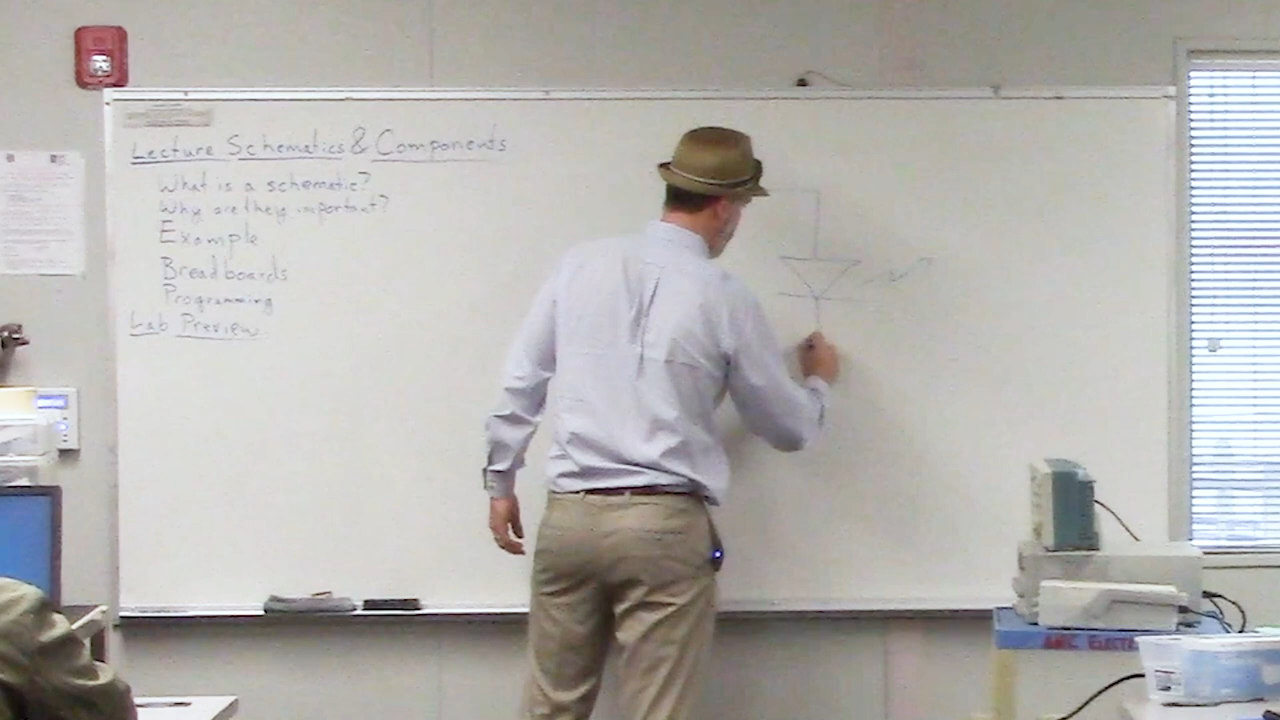 Lecture Schematics & Components
What is a schematic?
Why are they important?
Example
Breadboards
Programming
Lab Preview